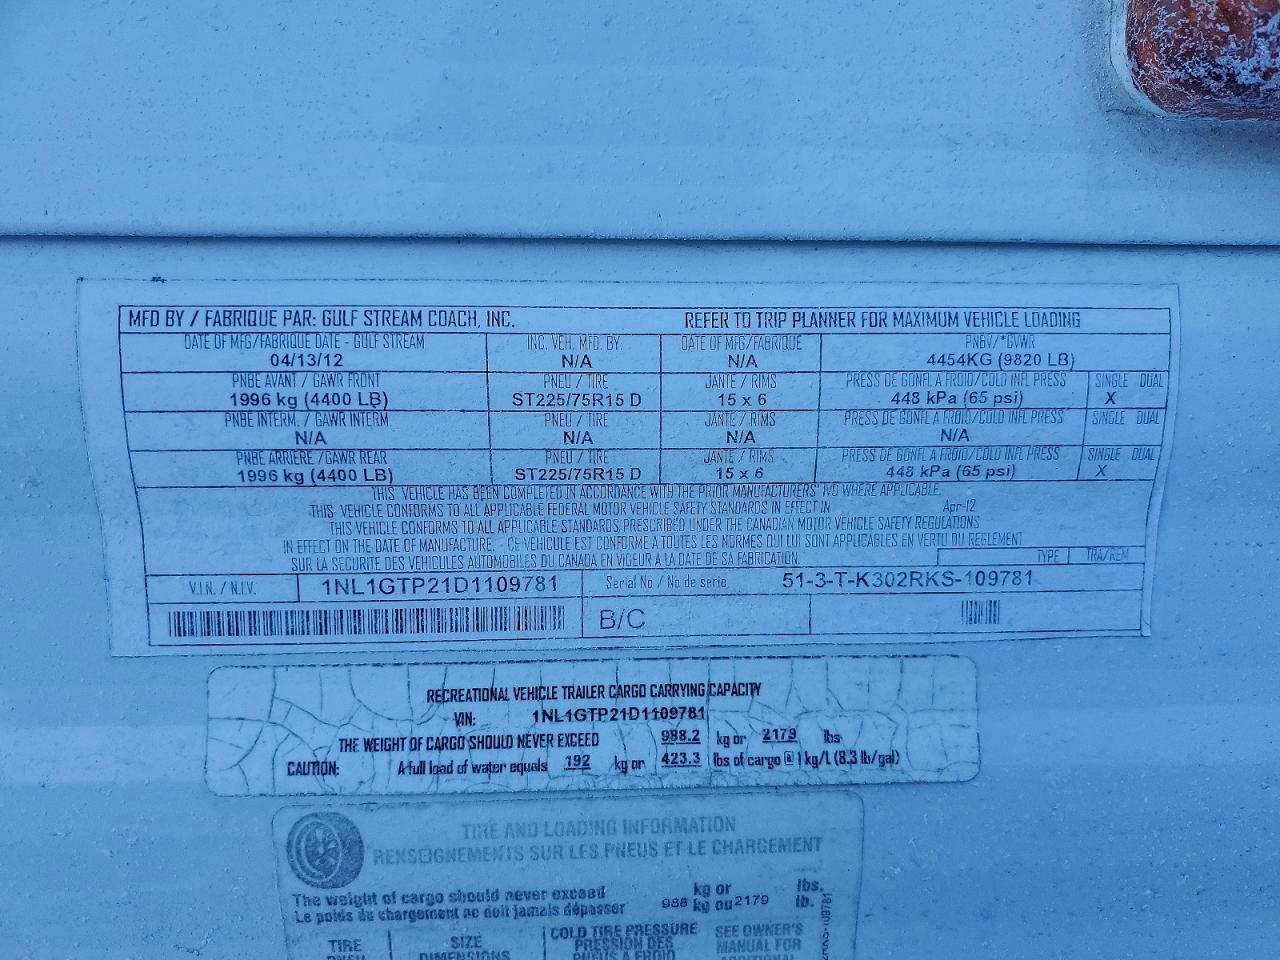 MFD BY / FABRIQUE PAR: GULF STREAM COACH, INC. REFER TO TRIP PLANNER FOR MAXIMUM VEHICLE LOADING
DATE OF MFG/FABRIQUE DATE - GULF STREAM INC. VEH. MFD. BY: DATE OF MFG/FABRIQUE PNBV/*GVWR
04/13/12 N/A N/A 4454KG (9820 LB)
PNBE AVANT / GAWR FRONT PNEU / TIRE JANTE / RIMS PRESS DE GONFL A FROID/COLD INFL PRESS SINGLE DUAL
1996 kg (4400 LB) ST225/75R15 D 15 x 6 448 kPa (65 psi) X
PNBE INTERM. / GAWR INTERM PNEU / TIRE JANTE / RIMS PRESS DE GONFL A FROID/COLD INFL PRESS SINGLE DUAL
N/A N/A N/A N/A
PNBE ARRIERE /GAWR REAR PNEU / TIRE JANTE / RIMS PRESS DE GONFL A FROID/COLD INFL PRESS SINGLE DUAL
1996 kg (4400 LB) ST225/75R15 D 15 x 6 448 kPa (65 psi) X
THIS VEHICLE HAS BEEN COMPLETED IN ACCORDANCE WITH THE PRIOR MANUFACTURERS' IVD WHERE APPLICABLE.
THIS VEHICLE CONFORMS TO ALL APPLICABLE FEDERAL MOTOR VEHICLE SAFETY STANDARDS IN EFFECT IN Apr-12
THIS VEHICLE CONFORMS TO ALL APPLICABLE STANDARDS PRESCRIBED UNDER THE CANADIAN MOTOR VEHICLE SAFETY REGULATIONS
IN EFFECT ON THE DATE OF MANUFACTURE. - CE VEHICULE EST CONFORME A TOUTES LES NORMES QUI LUI SONT APPLICABLES EN VERTU DU REGLEMENT
SUR LA SECURITE DES VEHICULES AUTOMOBILES DU CANADA EN VIGEUR A LA DATE DE SA FABRICATION. TYPE TRA/REM
V.I.N. / N.I.V. 1NL1GTP21D1109781 Serial No / No de serie 51-3-T-K302RKS-109781
B/C
RECREATIONAL VEHICLE TRAILER CARGO CARRYING CAPACITY
VIN: 1NL1GTP21D1109781
THE WEIGHT OF CARGO SHOULD NEVER EXCEED 988.2 kg or 2179 lbs
CAUTION: A full load of water equals 192 kg or 423.3 lbs of cargo @ 1 kg/L (8.3 lb/gal)
TIRE AND LOADING INFORMATION
RENSEIGNEMENTS SUR LES PNEUS ET LE CHARGEMENT
The weight of cargo should never exceed kg or lbs.
Le poids du chargement ne doit jamais dépasser 988 kg ou 2179 lb.
TIRE SIZE COLD TIRE PRESSURE SEE OWNER'S
PNEU DIMENSIONS PRESSION DES MANUAL FOR
PNEUS A FROID ADDITIONAL